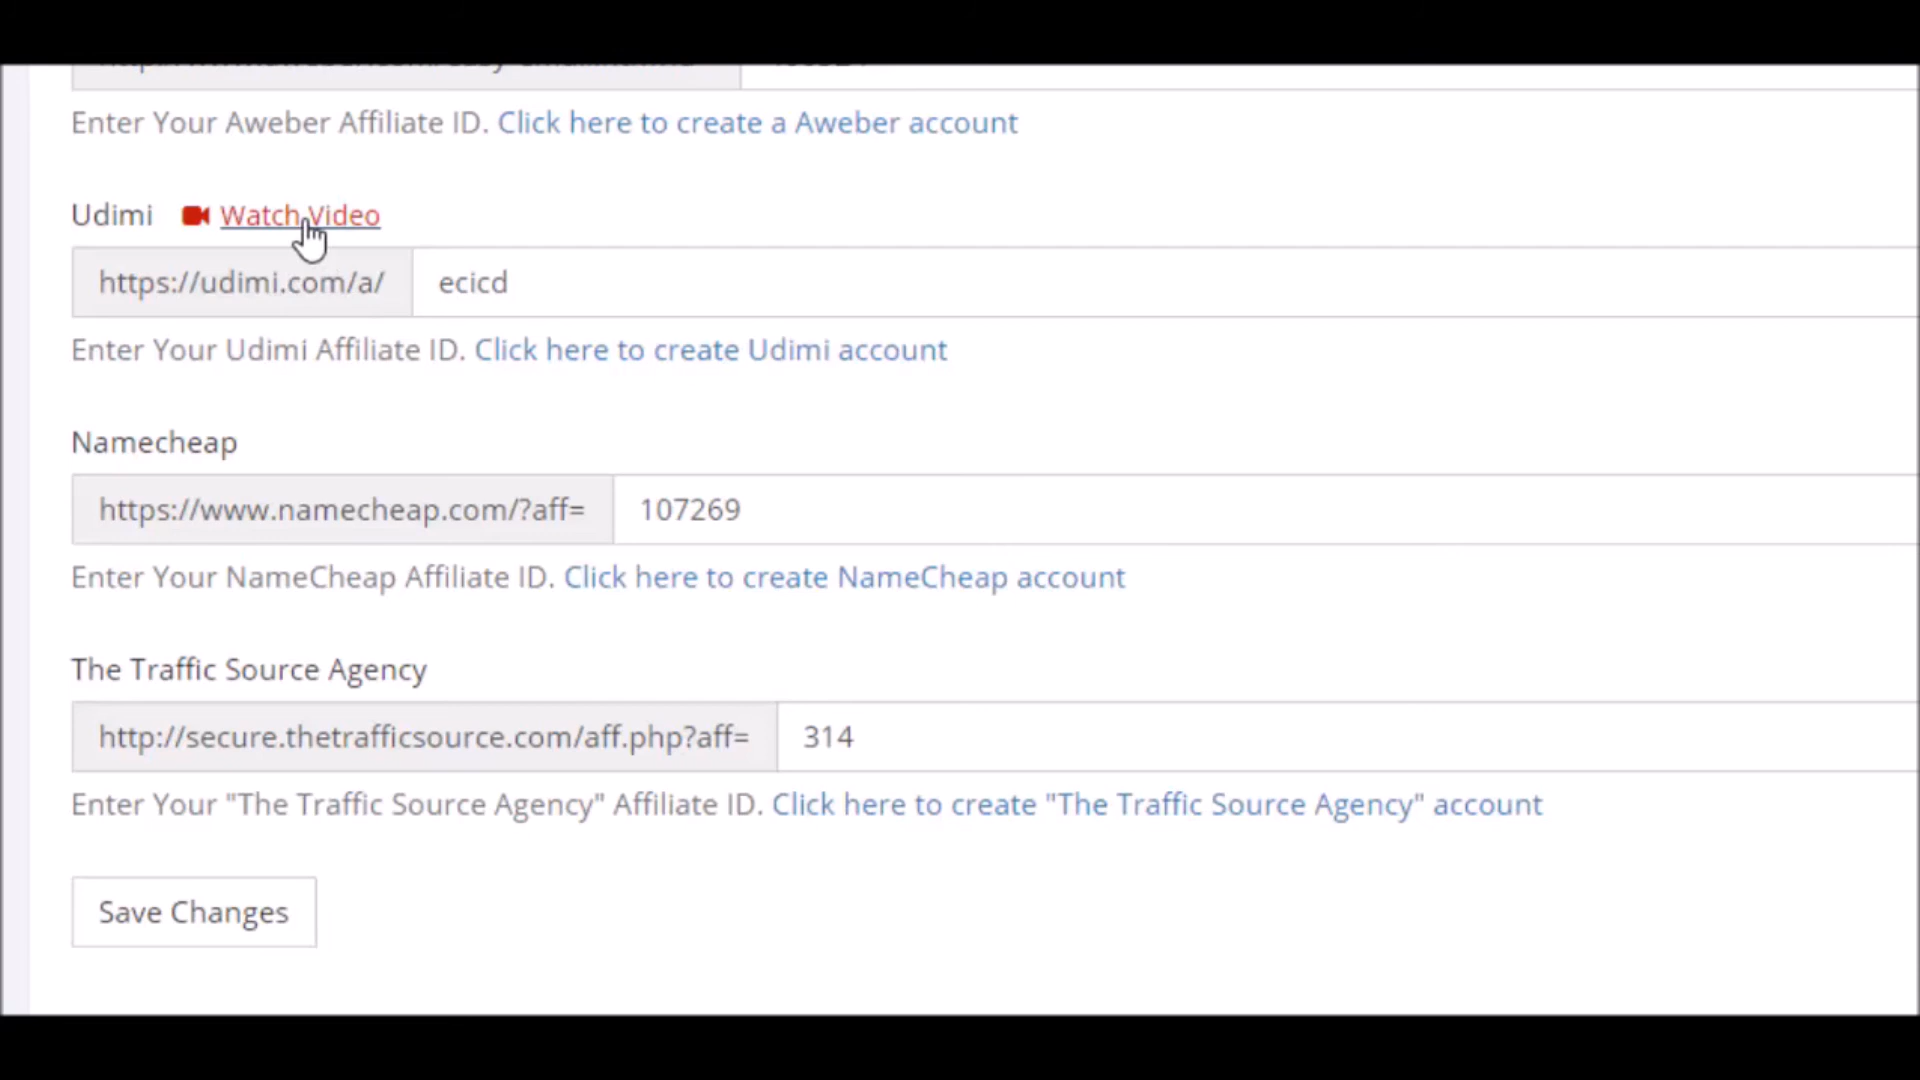 Enter Your Aweber Affiliate ID. Click here to create a Aweber account
Udimi Watch Video
https://udimi.com/a/ ecicd
Enter Your Udimi Affiliate ID. Click here to create Udimi account
Namecheap
https://www.namecheap.com/?aff= 107269
Enter Your NameCheap Affiliate ID. Click here to create NameCheap account
The Traffic Source Agency
http://secure.thetrafficsource.com/aff.php?aff= 314
Enter Your "The Traffic Source Agency" Affiliate ID. Click here to create "The Traffic Source Agency" account
Save Changes